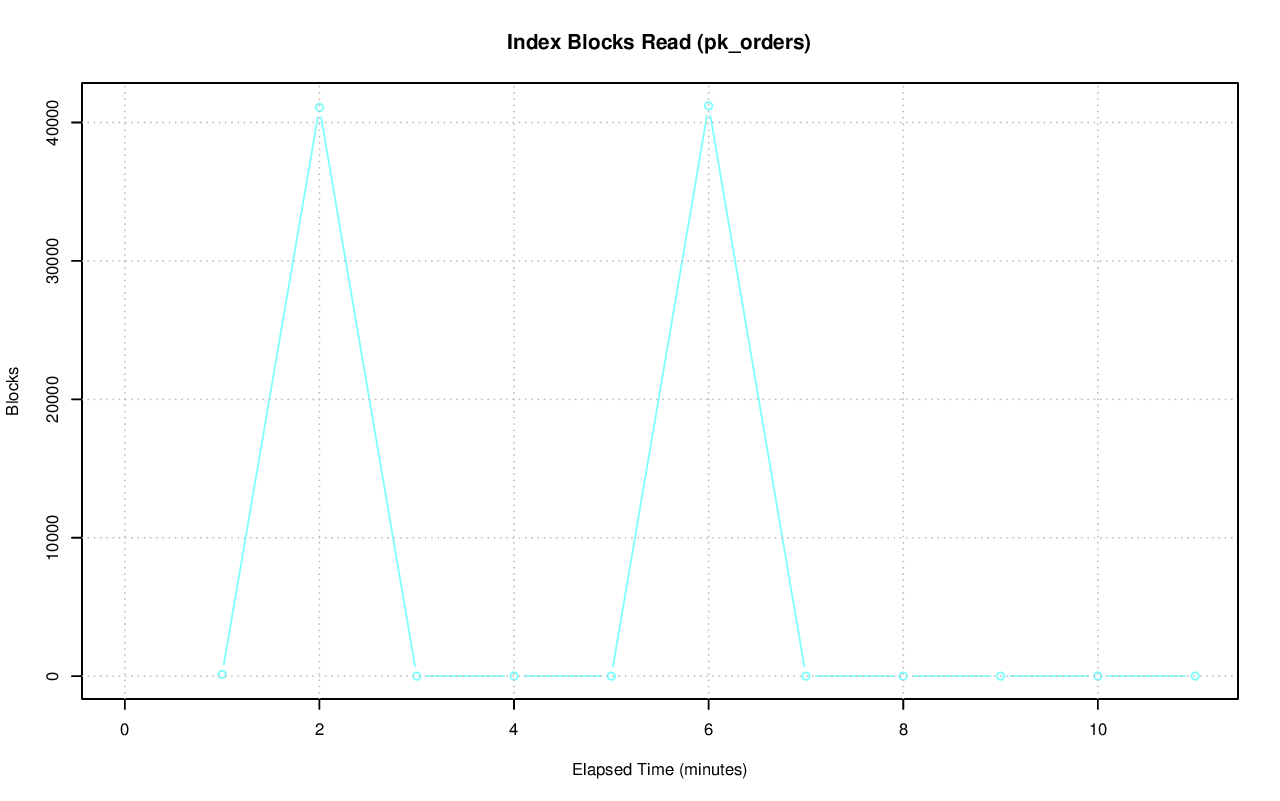 Index Blocks Read (pk_orders)
40000
30000
20000
10000
0
Blocks
0 2 4 6 8 10
Elapsed Time (minutes)